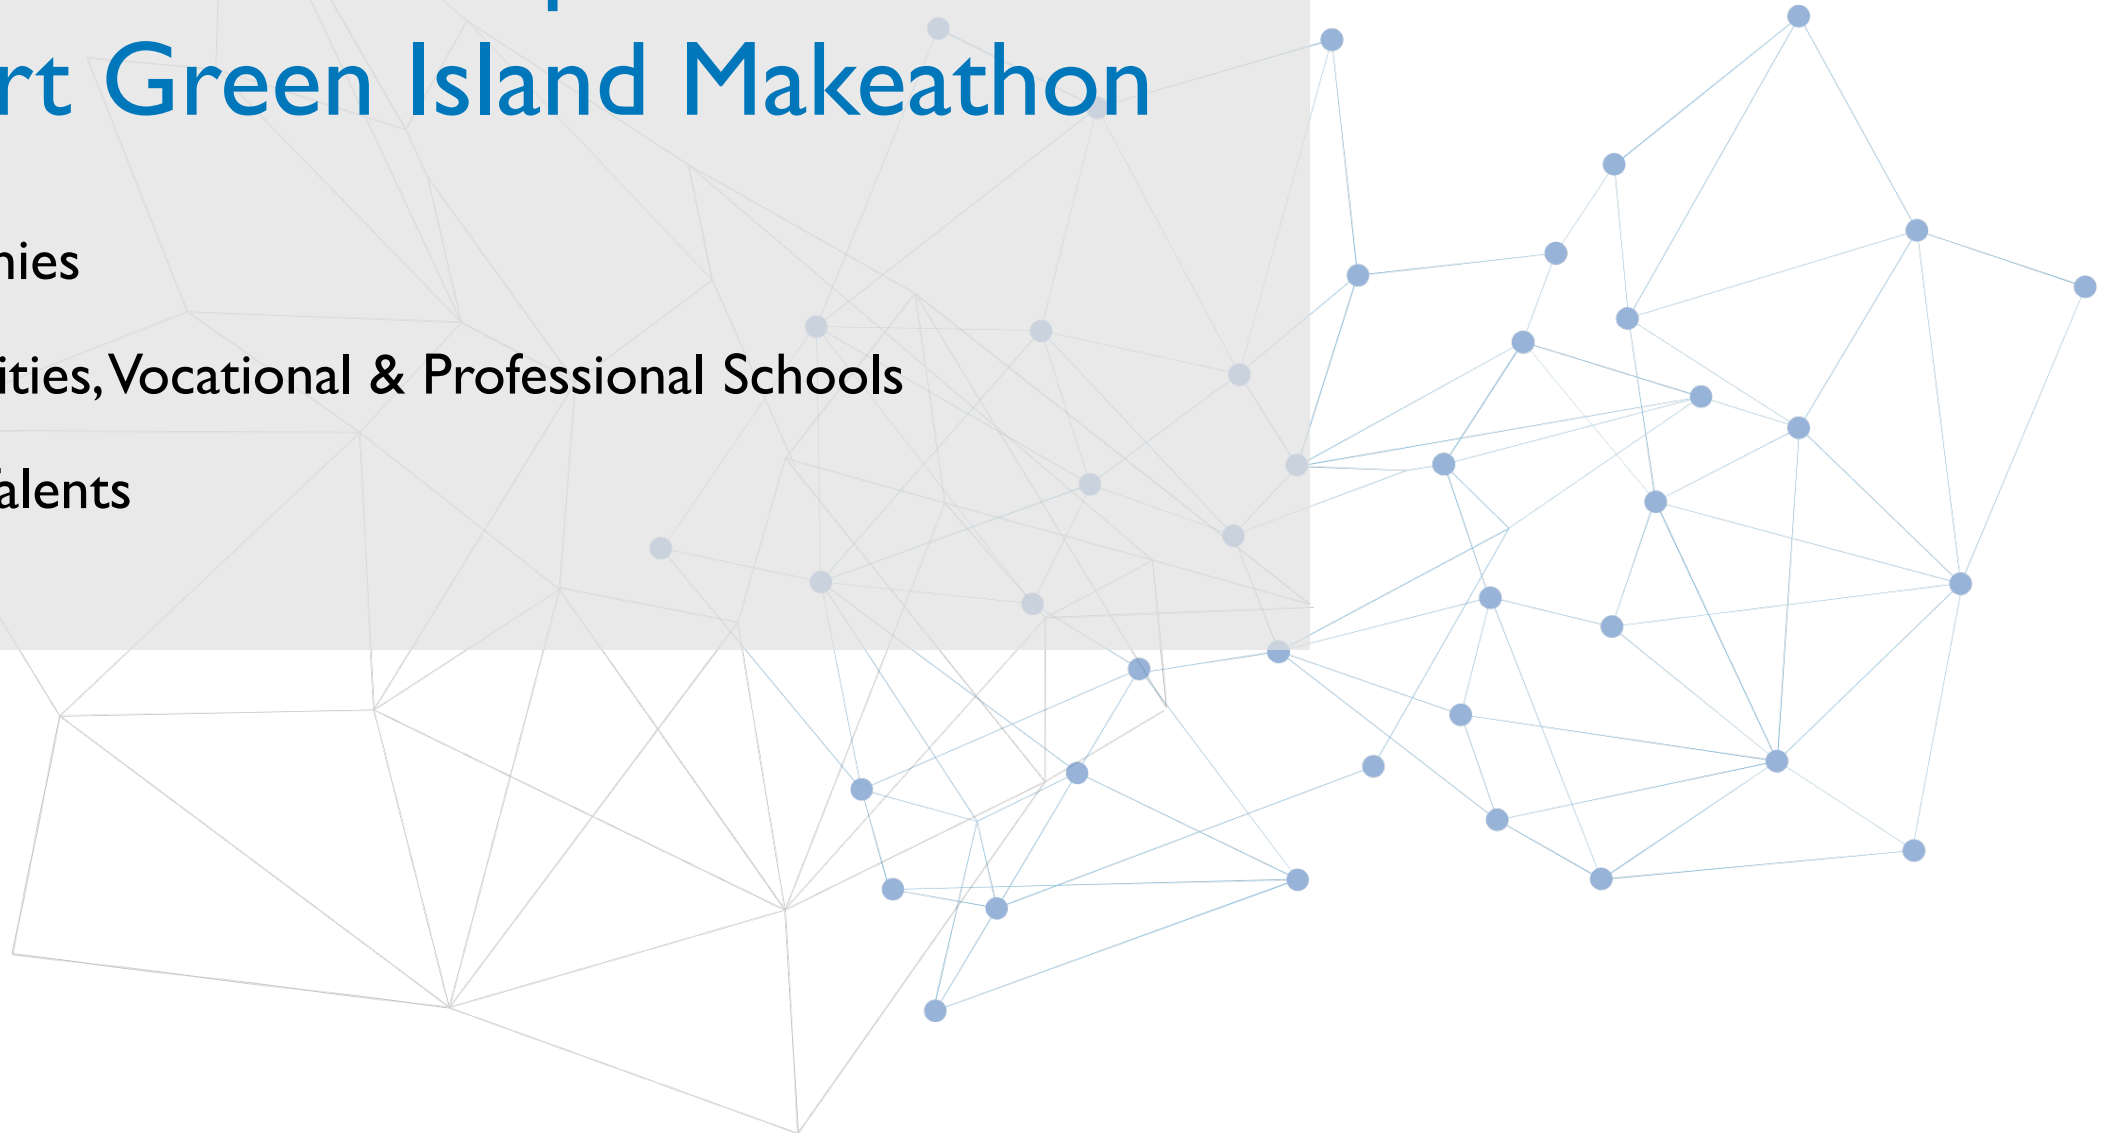 rt Green Island Makeathon
nies
ities, Vocational & Professional Schools
alents